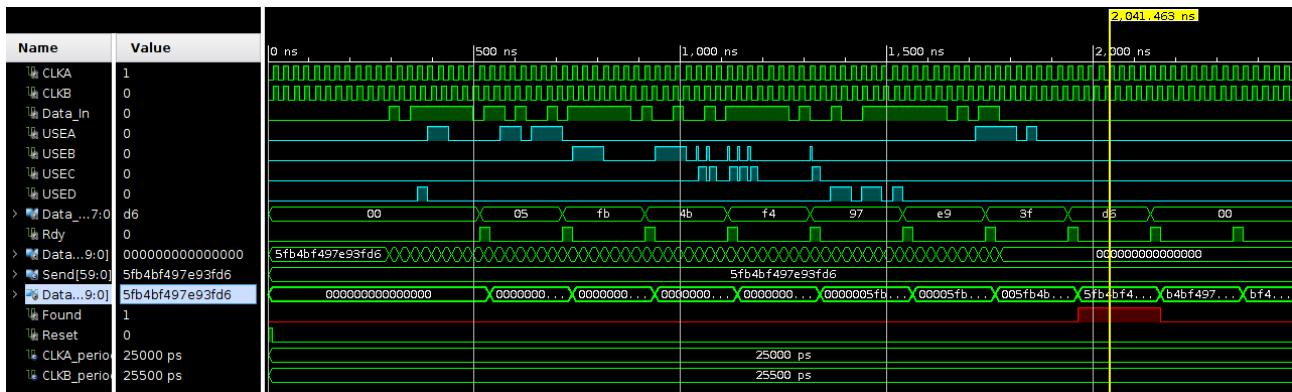 2,041.463 ns
Name Value 0 ns 500 ns 1,000 ns 1,500 ns 2,000 ns
CLKA 1
CLKB 0
Data_In 0
USEA 0
USEB 0
USEC 0
USED 0
Data_...7:0 d6 00 05 fb 4b f4 97 e9 3f d6 00
Rdy 0
Data...9:0] 000000000000000 5fb4bf497e93fd6 000000000000000
Send[59:0] 5fb4bf497e93fd6 5fb4bf497e93fd6
Data...9:0] 5fb4bf497e93fd6 000000000000000 0000000... 0000000... 0000000... 0000000... 0000005fb... 00005fb... 005fb4b... 5fb4bf4... b4bf497... bf4...
Found 1
Reset 0
CLKA_perio 25000 ps 25000 ps
CLKB_perio 25500 ps 25500 ps